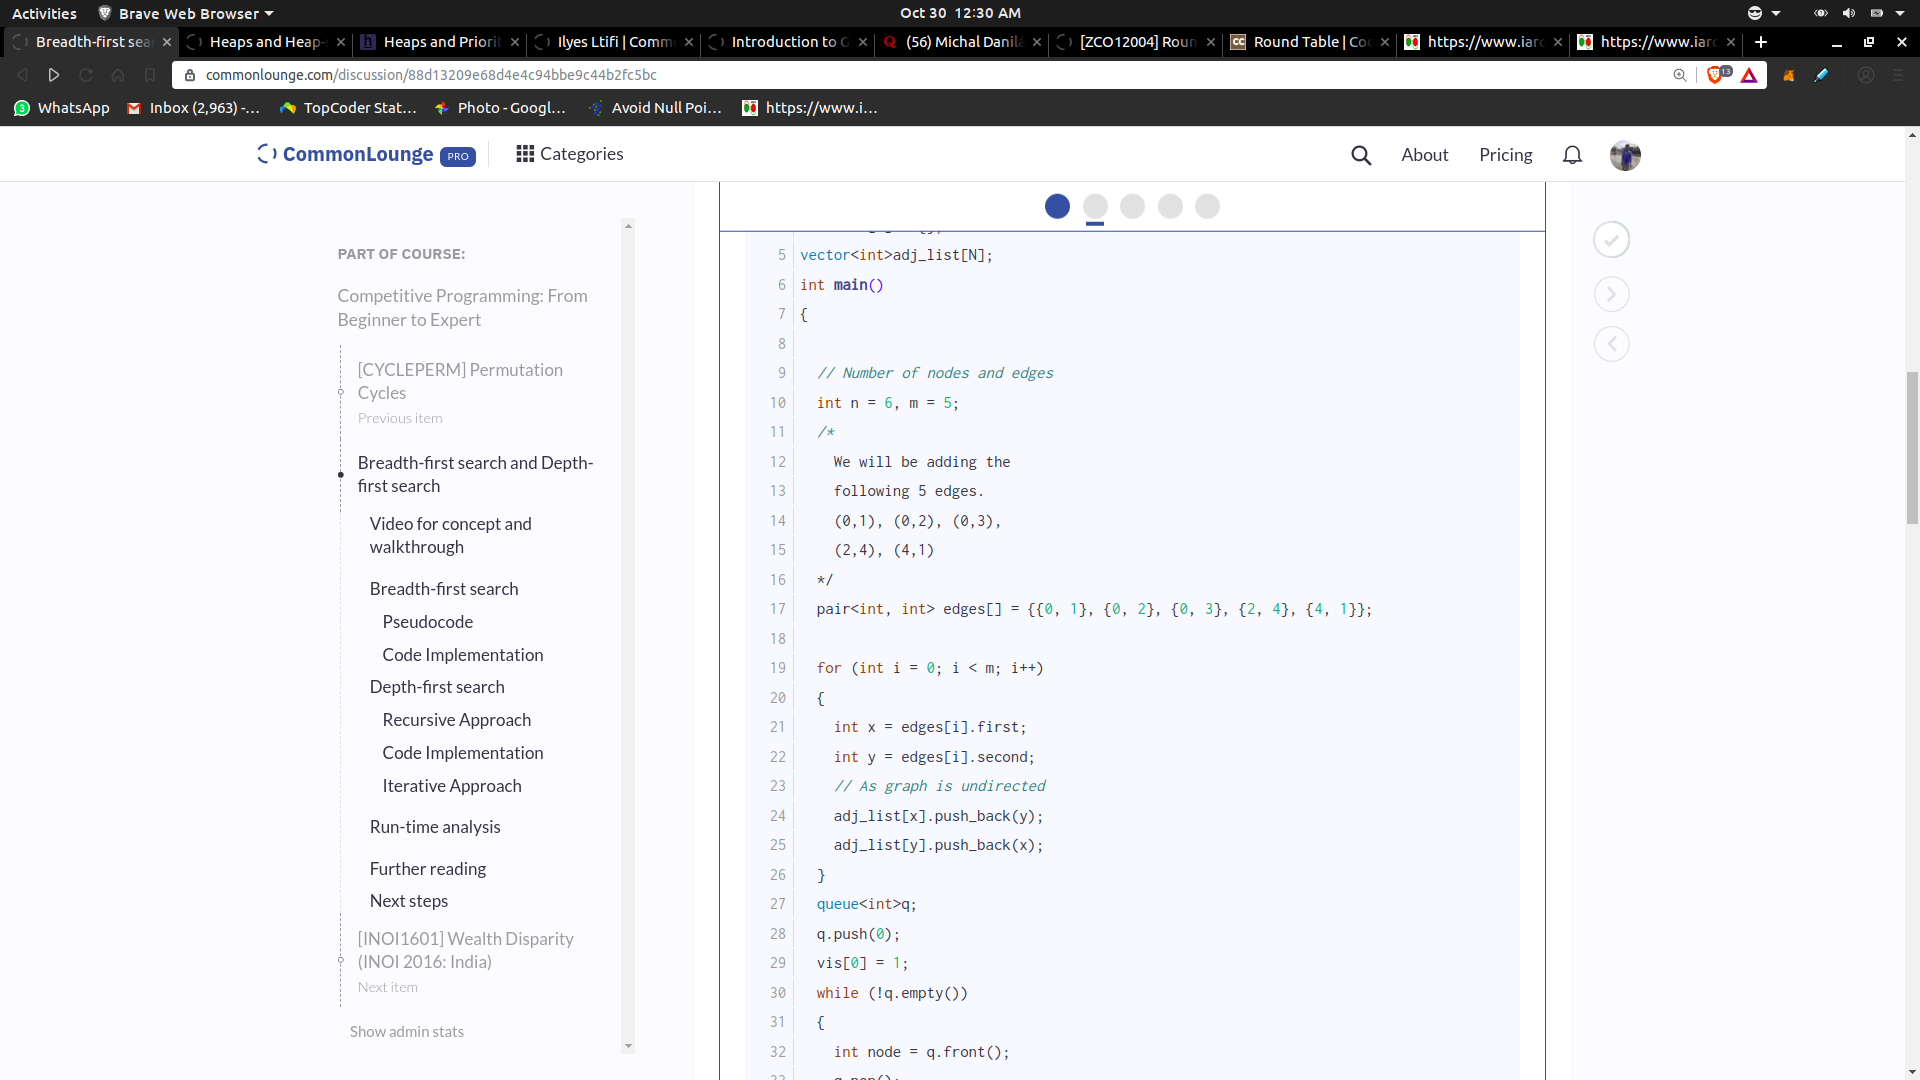 Activities Brave Web Browser Oct 30 12:30 AM
Breadth-first sea Heaps and Heap- Heaps and Priorit Ilyes Ltifi | Comm Introduction to G (56) Michal Danilá [ZCO12004] Roun Round Table | Co https://www.iarc https://www.iarc
commonlounge.com/discussion/88d13209e68d4e4c94bbe9c44b2fc5bc 13
WhatsApp Inbox (2,963) -... TopCoder Stat... Photo - Googl... Avoid Null Poi... https://www.i...
CommonLounge PRO Categories About Pricing
PART OF COURSE:
Competitive Programming: From
Beginner to Expert
[CYCLEPERM] Permutation
Cycles
Previous item
Breadth-first search and Depth-
first search
Video for concept and
walkthrough
Breadth-first search
Pseudocode
Code Implementation
Depth-first search
Recursive Approach
Code Implementation
Iterative Approach
Run-time analysis
Further reading
Next steps
[INOI1601] Wealth Disparity
(INOI 2016: India)
Next item
Show admin stats
5 vector<int>adj_list[N];
6 int main()
7 {
8
9 // Number of nodes and edges
10 int n = 6, m = 5;
11 /*
12 We will be adding the
13 following 5 edges.
14 (0,1), (0,2), (0,3),
15 (2,4), (4,1)
16 */
17 pair<int, int> edges[] = {{0, 1}, {0, 2}, {0, 3}, {2, 4}, {4, 1}};
18
19 for (int i = 0; i < m; i++)
20 {
21 int x = edges[i].first;
22 int y = edges[i].second;
23 // As graph is undirected
24 adj_list[x].push_back(y);
25 adj_list[y].push_back(x);
26 }
27 queue<int>q;
28 q.push(0);
29 vis[0] = 1;
30 while (!q.empty())
31 {
32 int node = q.front();
33 q.pop();